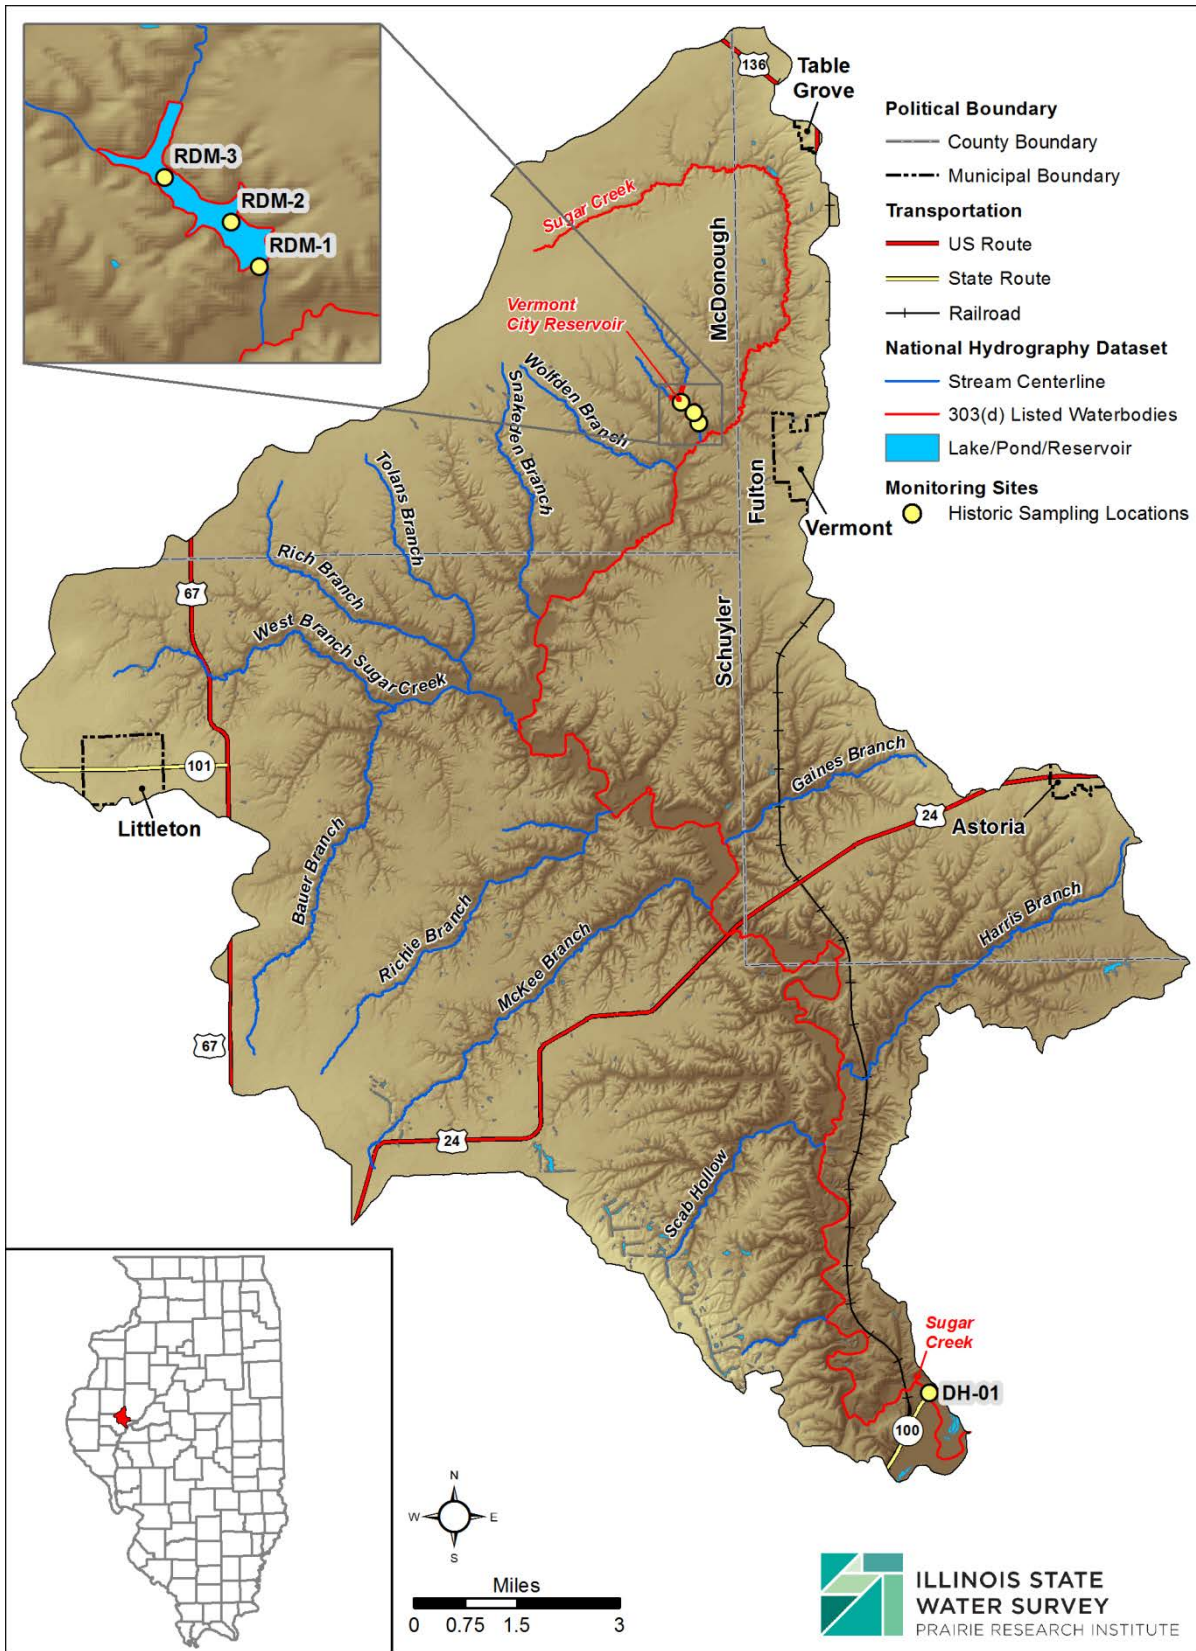 RDM-3
RDM-2
RDM-1
136
Table
Grove
Sugar Creek
McDonough
Vermont
City Reservoir
Wolfden Branch
Snakeden Branch
Tolans Branch
Rich Branch
Fulton
Vermont
67
West Branch Sugar Creek
Schuyler
101
Littleton
Gaines Branch
24
Astoria
Bauer Branch
Richie Branch
McKee Branch
Harris Branch
67
24
Scab Hollow
Sugar
Creek
DH-01
100
Political Boundary
County Boundary
Municipal Boundary
Transportation
US Route
State Route
Railroad
National Hydrography Dataset
Stream Centerline
303(d) Listed Waterbodies
Lake/Pond/Reservoir
Monitoring Sites
Historic Sampling Locations
N
W E
S
Miles
0 0.75 1.5 3
ILLINOIS STATE
WATER SURVEY
PRAIRIE RESEARCH INSTITUTE